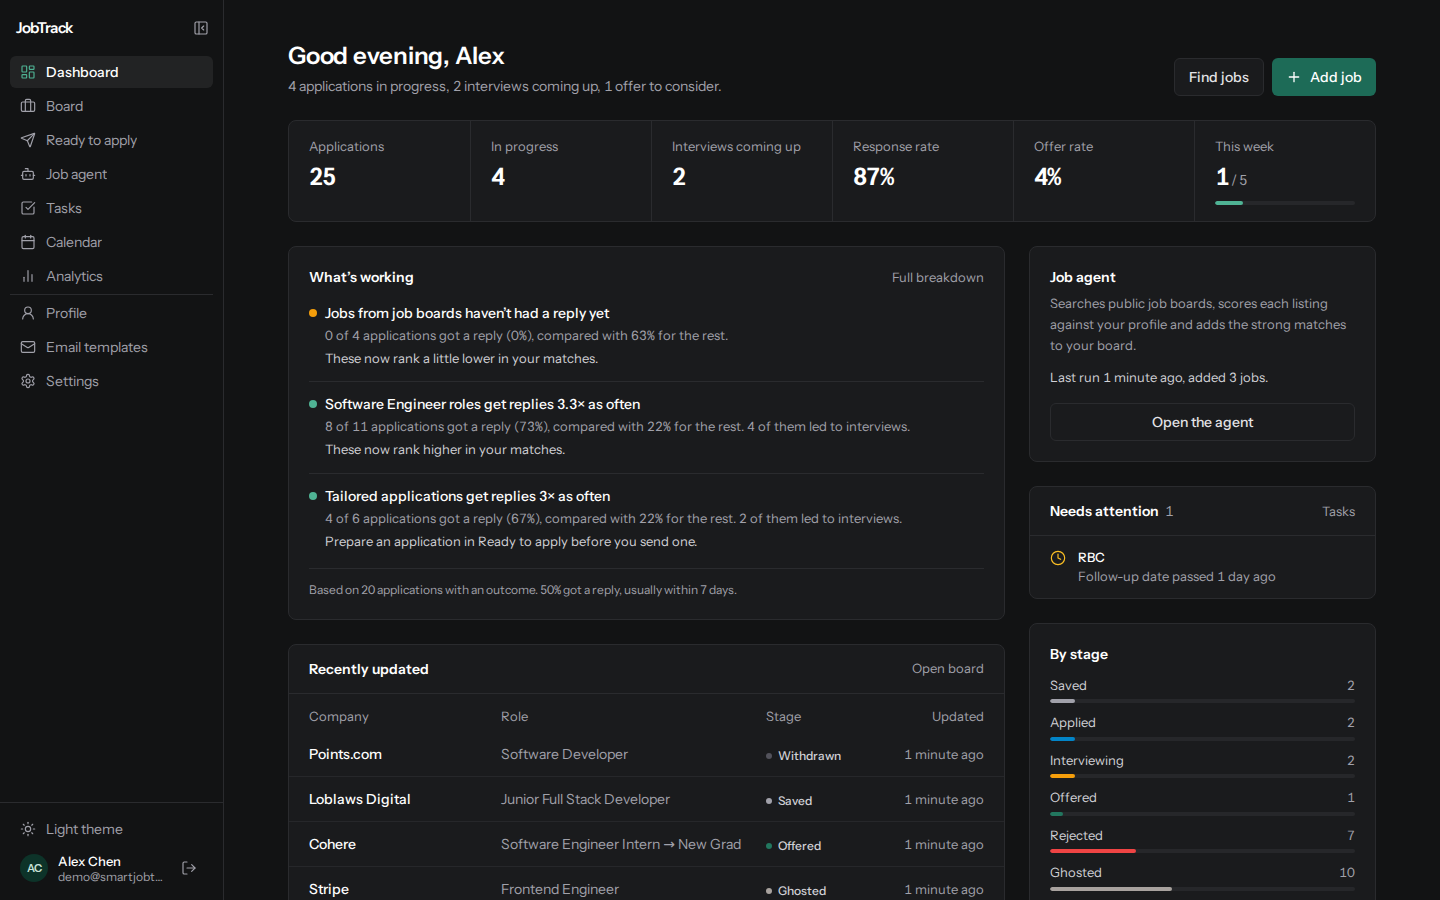 JobTrack
Dashboard
Board
Ready to apply
Job agent
Tasks
Calendar
Analytics
Profile
Email templates
Settings
Light theme
AC
Alex Chen
demo@smartjobt...
Good evening, Alex
4 applications in progress, 2 interviews coming up, 1 offer to consider.
Find jobs
+ Add job
Applications
25
In progress
4
Interviews coming up
2
Response rate
87%
Offer rate
4%
This week
1 / 5
What's working
Full breakdown
Jobs from job boards haven't had a reply yet
0 of 4 applications got a reply (0%), compared with 63% for the rest.
These now rank a little lower in your matches.
Software Engineer roles get replies 3.3× as often
8 of 11 applications got a reply (73%), compared with 22% for the rest. 4 of them led to interviews.
These now rank higher in your matches.
Tailored applications get replies 3× as often
4 of 6 applications got a reply (67%), compared with 22% for the rest. 2 of them led to interviews.
Prepare an application in Ready to apply before you send one.
Based on 20 applications with an outcome. 50% got a reply, usually within 7 days.
Recently updated
Open board
Company Role Stage Updated
Points.com Software Developer Withdrawn 1 minute ago
Loblaws Digital Junior Full Stack Developer Saved 1 minute ago
Cohere Software Engineer Intern → New Grad Offered 1 minute ago
Stripe Frontend Engineer Ghosted 1 minute ago
Job agent
Searches public job boards, scores each listing
against your profile and adds the strong matches
to your board.
Last run 1 minute ago, added 3 jobs.
Open the agent
Needs attention 1
Tasks
RBC
Follow-up date passed 1 day ago
By stage
Saved 2
Applied 2
Interviewing 2
Offered 1
Rejected 7
Ghosted 10